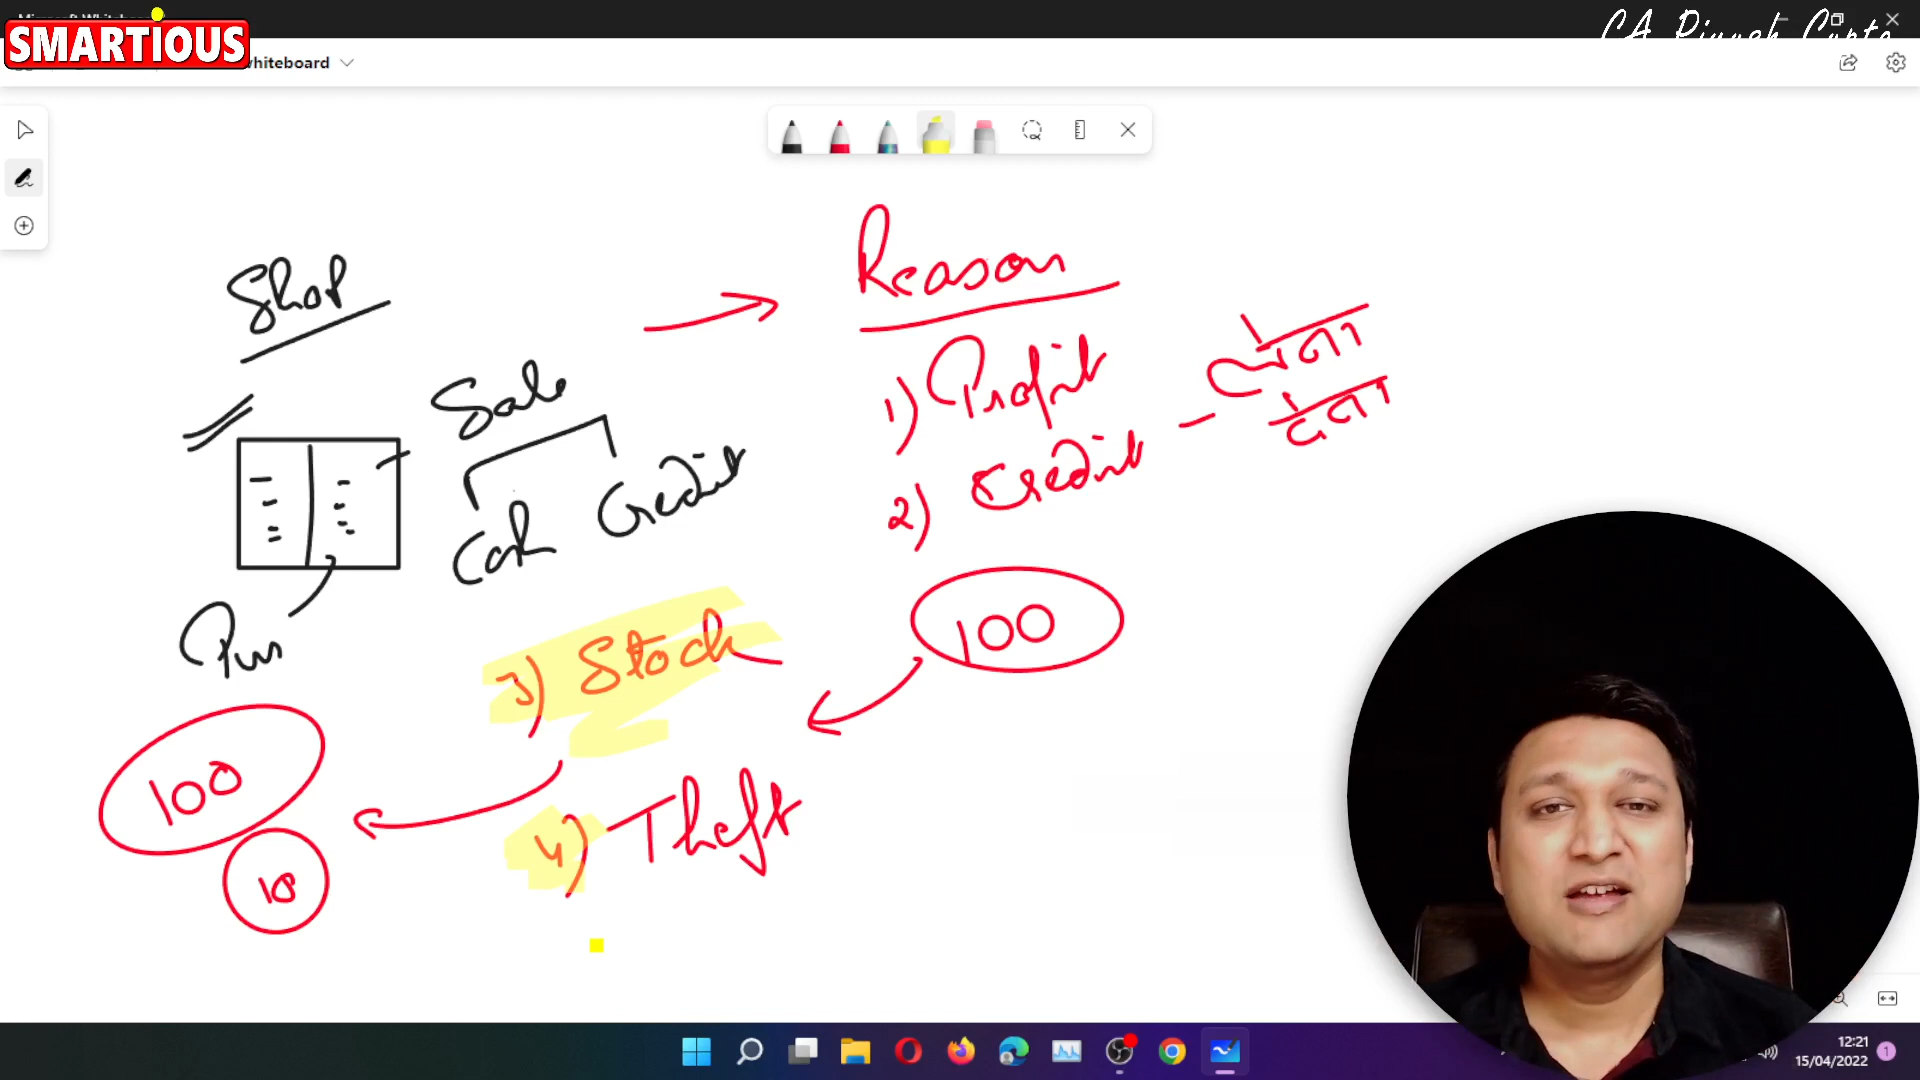 SMARTIOUS
Whiteboard
Shop
Reason
1) Profit
लेना
देना
2) Credit
Sale
Cash Credit
Pur
100
3) Stock
100
10
4) Theft
12:21
15/04/2022
1